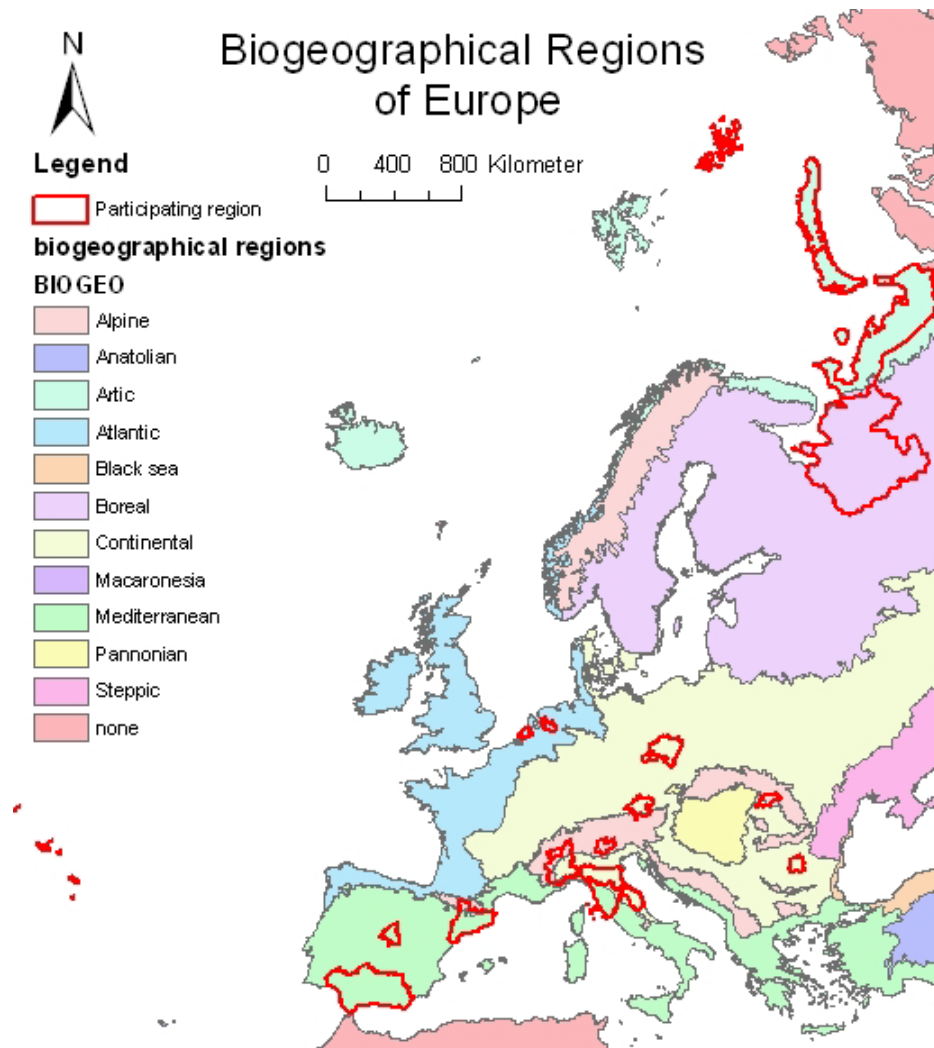 N
Biogeographical Regions
of Europe
0 400 800 Kilometer
Legend
Participating region
biogeographical regions
BIOGEO
Alpine
Anatolian
Artic
Atlantic
Black sea
Boreal
Continental
Macaronesia
Mediterranean
Pannonian
Steppic
none